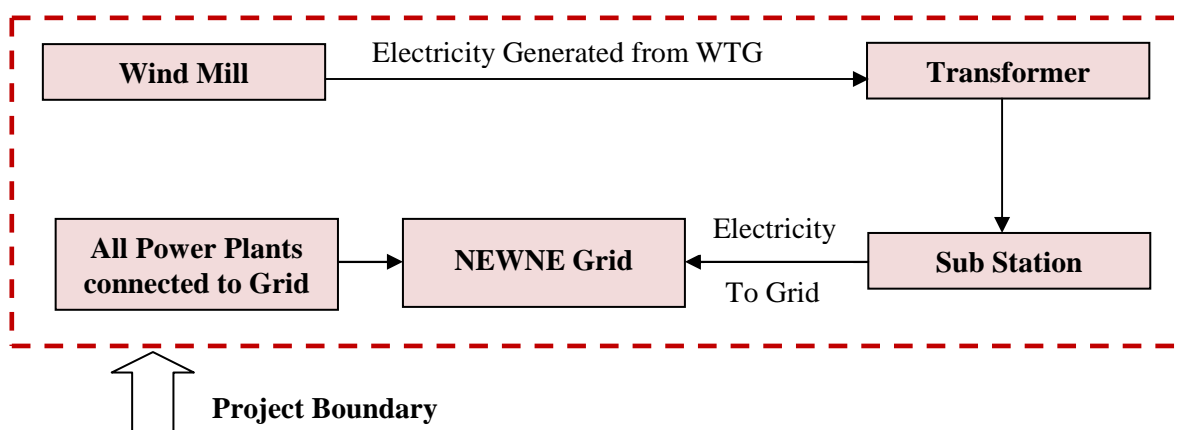 Wind Mill
Electricity Generated from WTG
Transformer
All Power Plants
connected to Grid
NEWNE Grid
Electricity
To Grid
Sub Station
Project Boundary